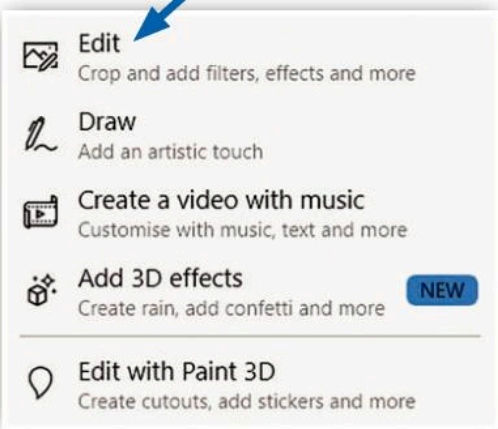 Edit
Crop and add filters, effects and more
Draw
Add an artistic touch
Create a video with music
Customise with music, text and more
Add 3D effects
NEW
Create rain, add confetti and more
Edit with Paint 3D
Create cutouts, add stickers and more